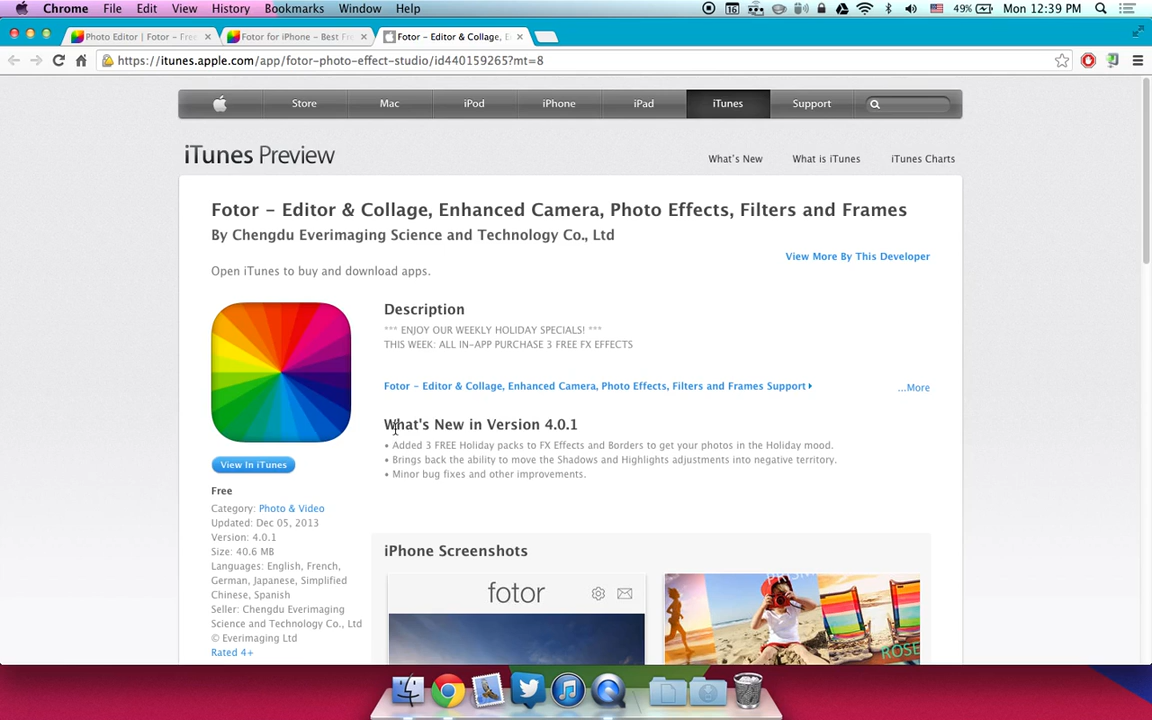 Chrome File Edit View History Bookmarks Window Help 16 49% Mon 12:39 PM
Photo Editor | Fotor – Free Fotor for iPhone – Best Fre Fotor – Editor & Collage, E
https://itunes.apple.com/app/fotor-photo-effect-studio/id440159265?mt=8
Store Mac iPod iPhone iPad iTunes Support
iTunes Preview
What's New What is iTunes iTunes Charts
Fotor – Editor & Collage, Enhanced Camera, Photo Effects, Filters and Frames
By Chengdu Everimaging Science and Technology Co., Ltd
View More By This Developer
Open iTunes to buy and download apps.
Description
*** ENJOY OUR WEEKLY HOLIDAY SPECIALS! ***
THIS WEEK: ALL IN-APP PURCHASE 3 FREE FX EFFECTS
Fotor – Editor & Collage, Enhanced Camera, Photo Effects, Filters and Frames Support
...More
What's New in Version 4.0.1
• Added 3 FREE Holiday packs to FX Effects and Borders to get your photos in the Holiday mood.
• Brings back the ability to move the Shadows and Highlights adjustments into negative territory.
• Minor bug fixes and other improvements.
View In iTunes
Free
Category: Photo & Video
Updated: Dec 05, 2013
Version: 4.0.1
Size: 40.6 MB
Languages: English, French,
German, Japanese, Simplified
Chinese, Spanish
Seller: Chengdu Everimaging
Science and Technology Co., Ltd
© Everimaging Ltd
Rated 4+
iPhone Screenshots
fotor
ROSE